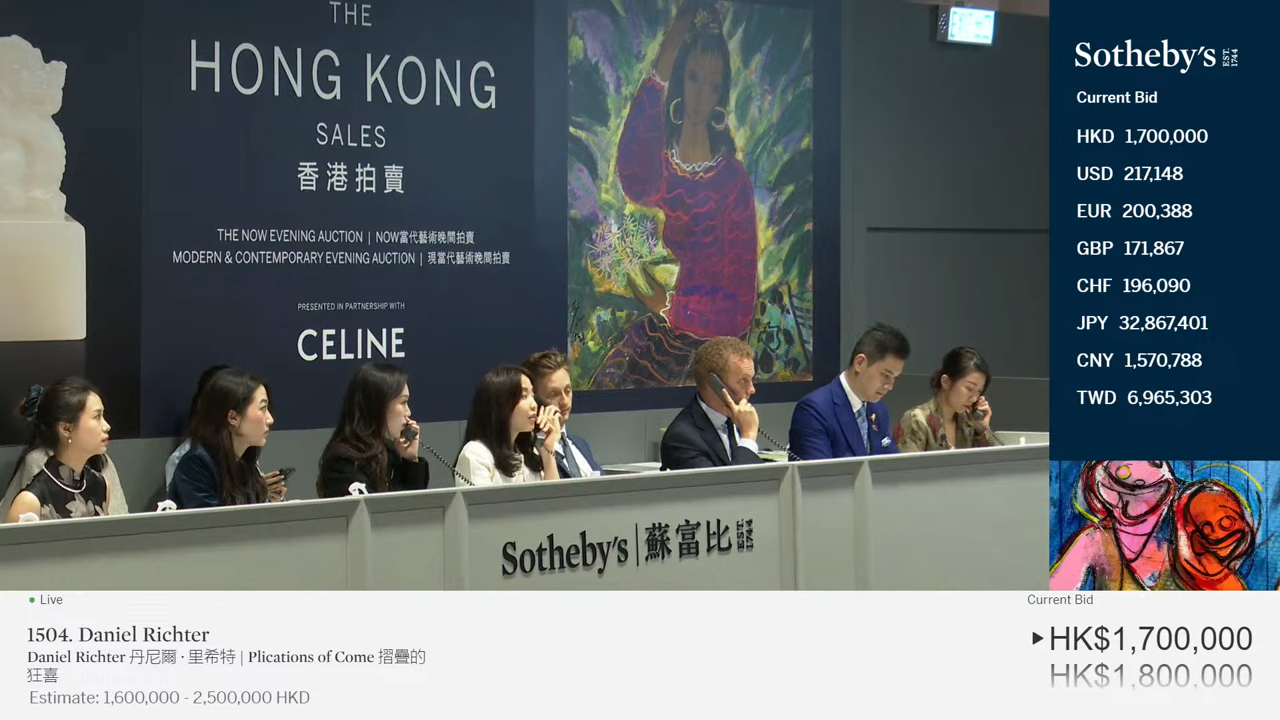 THE
HONG KONG
SALES
香港拍賣
THE NOW EVENING AUCTION | NOW當代藝術晚間拍賣
MODERN & CONTEMPORARY EVENING AUCTION | 現當代藝術晚間拍賣
PRESENTED IN PARTNERSHIP WITH
CELINE
Sotheby's | 蘇富比 EST. 1744
Sotheby's EST. 1744
Current Bid
HKD 1,700,000
USD 217,148
EUR 200,388
GBP 171,867
CHF 196,090
JPY 32,867,401
CNY 1,570,788
TWD 6,965,303
Live
1504. Daniel Richter
Daniel Richter 丹尼爾 · 里希特 | Plications of Come 摺疊的
狂喜
Estimate: 1,600,000 - 2,500,000 HKD
Current Bid
HK$1,700,000
HK$1,800,000